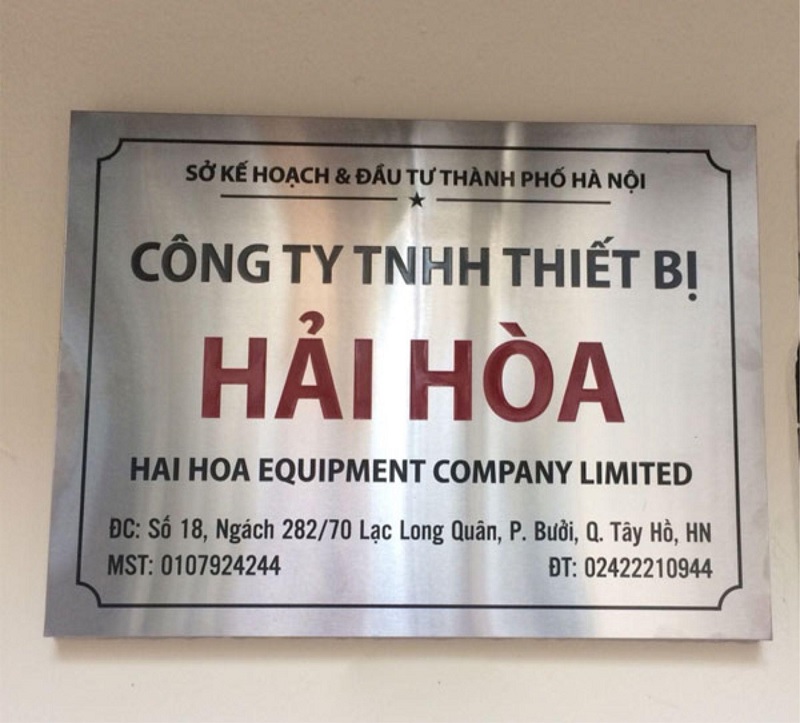 SỞ KẾ HOẠCH & ĐẦU TƯ THÀNH PHỐ HÀ NỘI
CÔNG TY TNHH THIẾT BỊ
HẢI HÒA
HAI HOA EQUIPMENT COMPANY LIMITED
ĐC: Số 18, Ngách 282/70 Lạc Long Quân, P. Bưởi, Q. Tây Hồ, HN
MST: 0107924244 ĐT: 02422210944